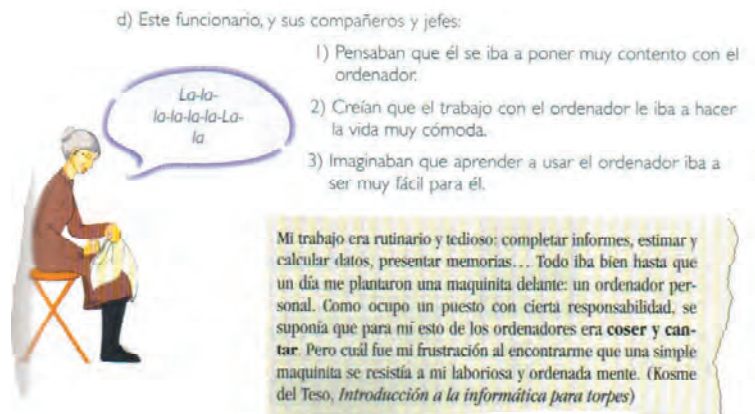 d) Este funcionario, y sus compañeros y jefes:
1) Pensaban que él se iba a poner muy contento con el
ordenador.
2) Creían que el trabajo con el ordenador le iba a hacer
la vida muy cómoda.
3) Imaginaban que aprender a usar el ordenador iba a
ser muy fácil para él.
La-la-
la-la-la-la-La-
la
Mi trabajo era rutinario y tedioso: completar informes, estimar y
calcular datos, presentar memorias... Todo iba bien hasta que
un día me plantaron una maquinita delante: un ordenador per-
sonal. Como ocupo un puesto con cierta responsabilidad, se
suponía que para mí esto de los ordenadores era coser y can-
tar. Pero cuál fue mi frustración al encontrarme que una simple
maquinita se resistía a mi laboriosa y ordenada mente. (Kosme
del Teso, Introducción a la informática para torpes)